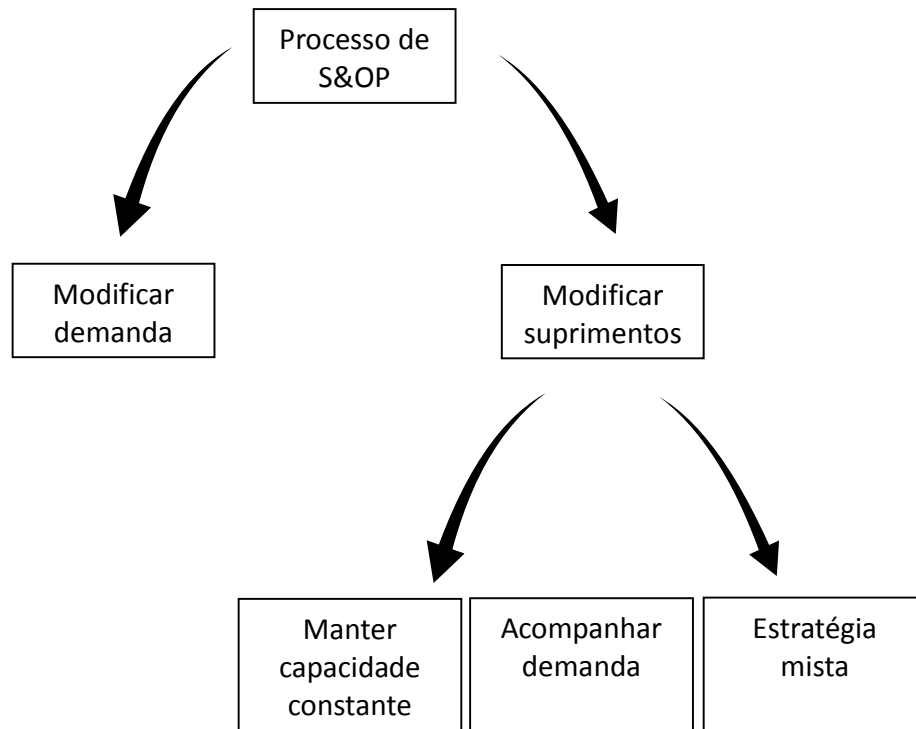 Processo de
S&OP
Modificar
demanda
Modificar
suprimentos
Manter
capacidade
constante
Acompanhar
demanda
Estratégia
mista